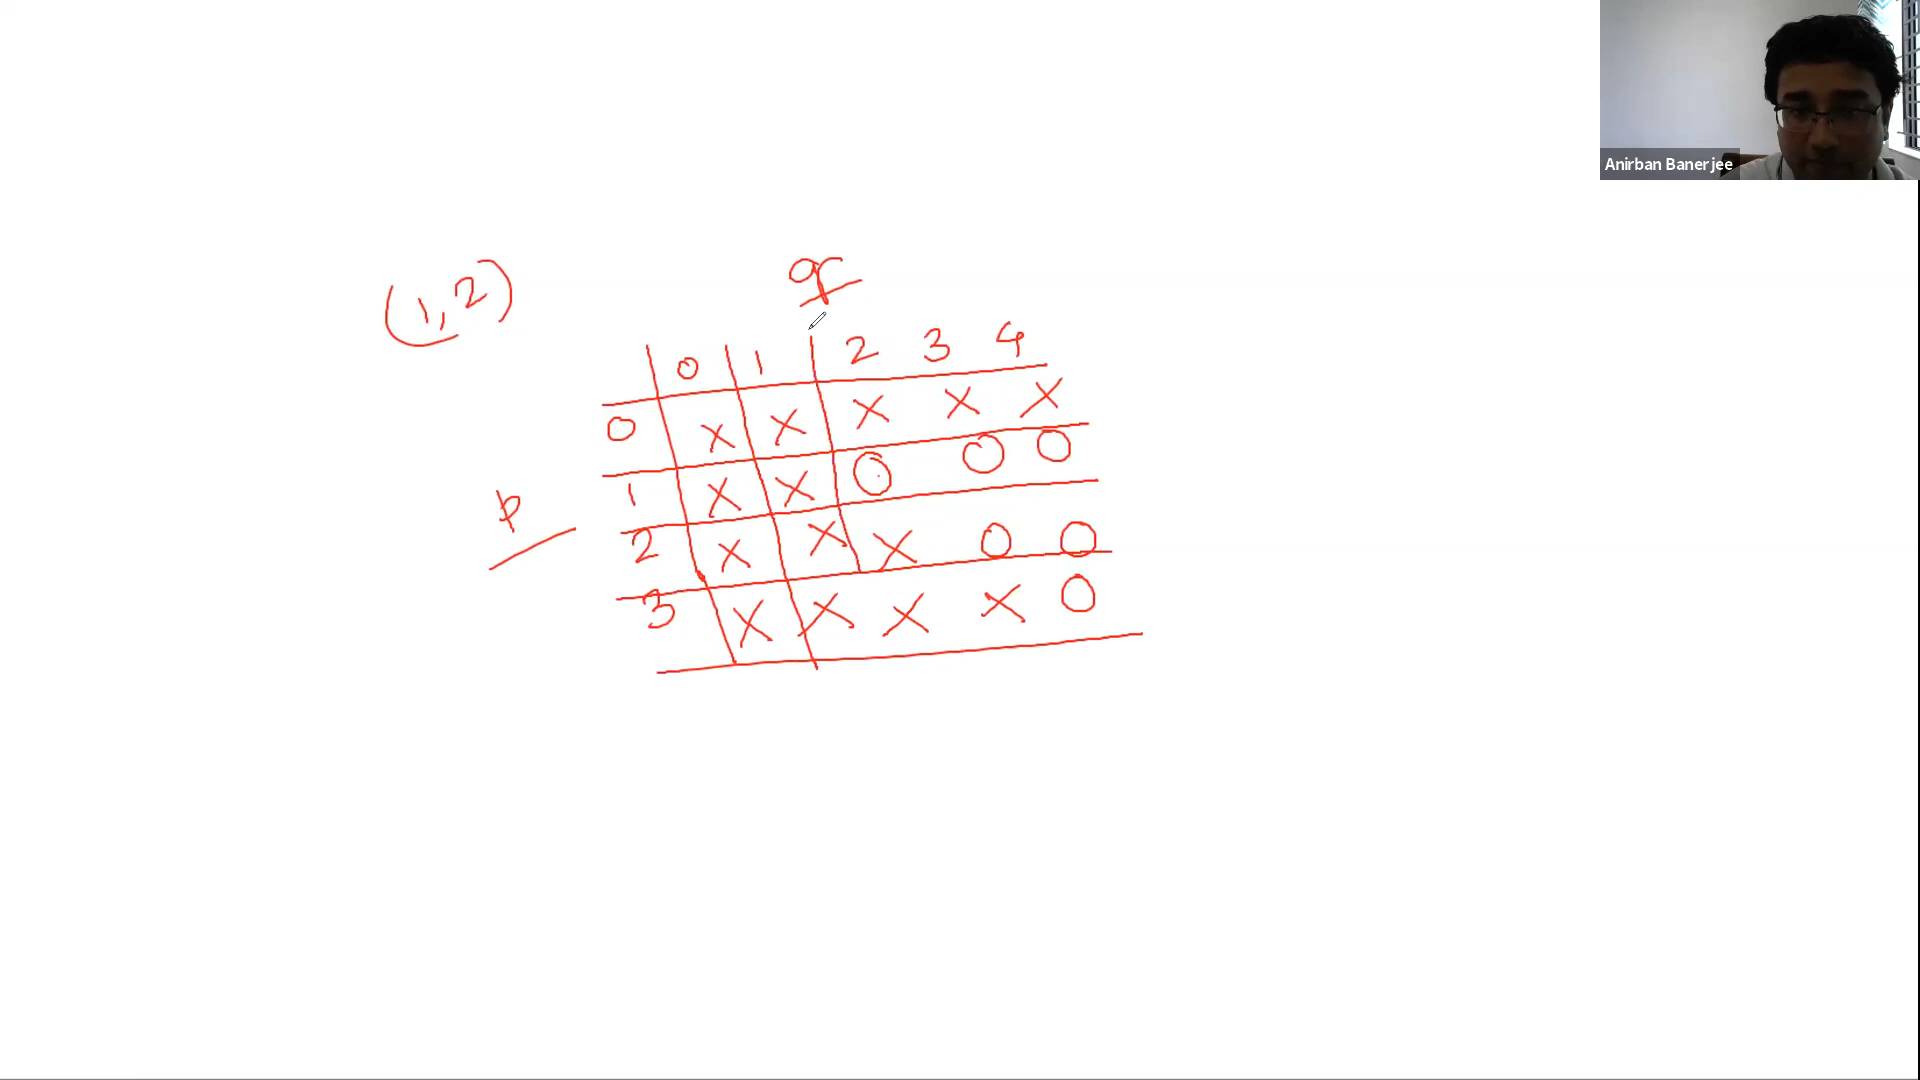 Anirban Banerjee
(1, 2)
q
0 1 2 3 4
0 X X X X X
1 X X O O O
p
2 X X X O O
3 X X X X O